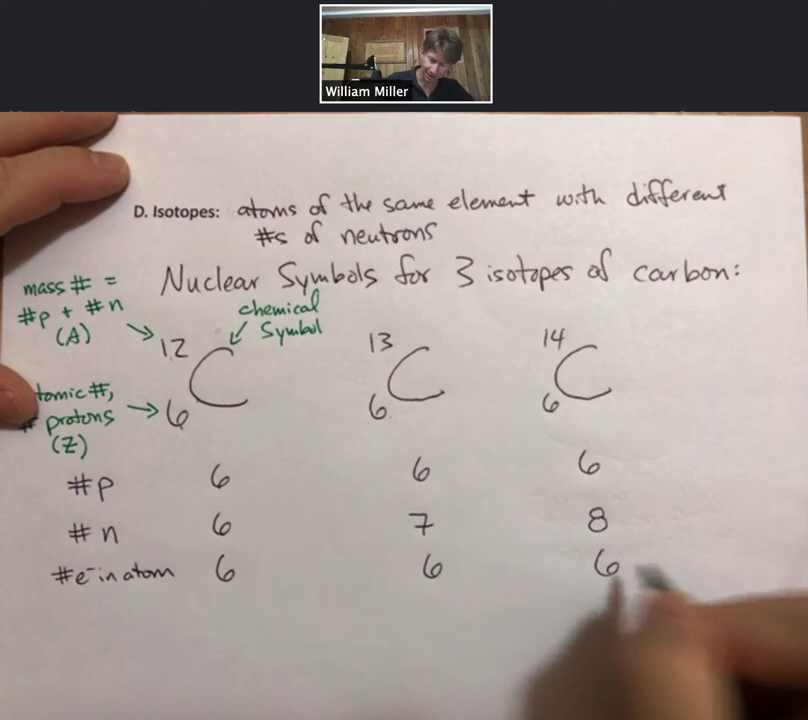 William Miller
D. Isotopes: atoms of the same element with different
#s of neutrons
Nuclear Symbols for 3 isotopes of carbon:
mass # =
#p + #n
(A)
chemical
Symbol
12 C 13 C 14 C
6 6 6
tomic #,
# protons
(Z)
#p 6 6 6
#n 6 7 8
#e⁻ in atom 6 6 6